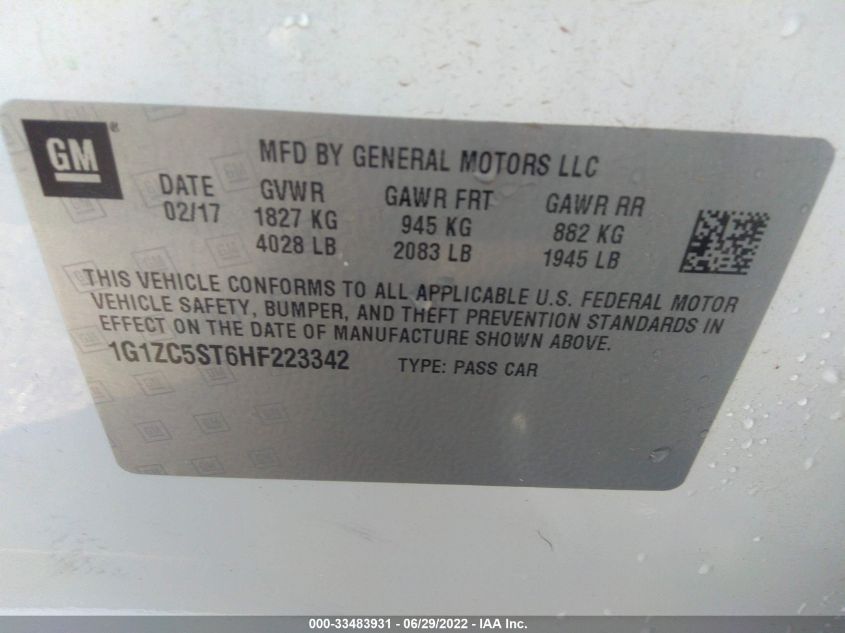 GM®
MFD BY GENERAL MOTORS LLC
DATE GVWR GAWR FRT GAWR RR
02/17 1827 KG 945 KG 882 KG
4028 LB 2083 LB 1945 LB
THIS VEHICLE CONFORMS TO ALL APPLICABLE U.S. FEDERAL MOTOR
VEHICLE SAFETY, BUMPER, AND THEFT PREVENTION STANDARDS IN
EFFECT ON THE DATE OF MANUFACTURE SHOWN ABOVE.
1G1ZC5ST6HF223342 TYPE: PASS CAR
000-33483931 - 06/29/2022 - IAA Inc.